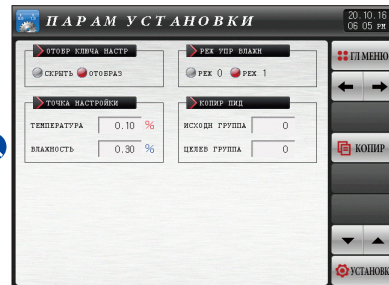 ПАРАМ УСТАНОВКИ
20.10.16
06 05 PM
ОТОБР КЛЮЧА НАСТР
СКРЫТЬ ОТОБРАЗ
РЕЖ УПР ВЛАЖН
РЕЖ 0 РЕЖ 1
ТОЧКА НАСТРОЙКИ
ТЕМПЕРАТУРА 0.10 %
ВЛАЖНОСТЬ 0.30 %
КОПИР ПИД
ИСХОДН ГРУППА 0
ЦЕЛЕВ ГРУППА 0
ГЛ МЕНЮ
КОПИР
УСТАНОВК